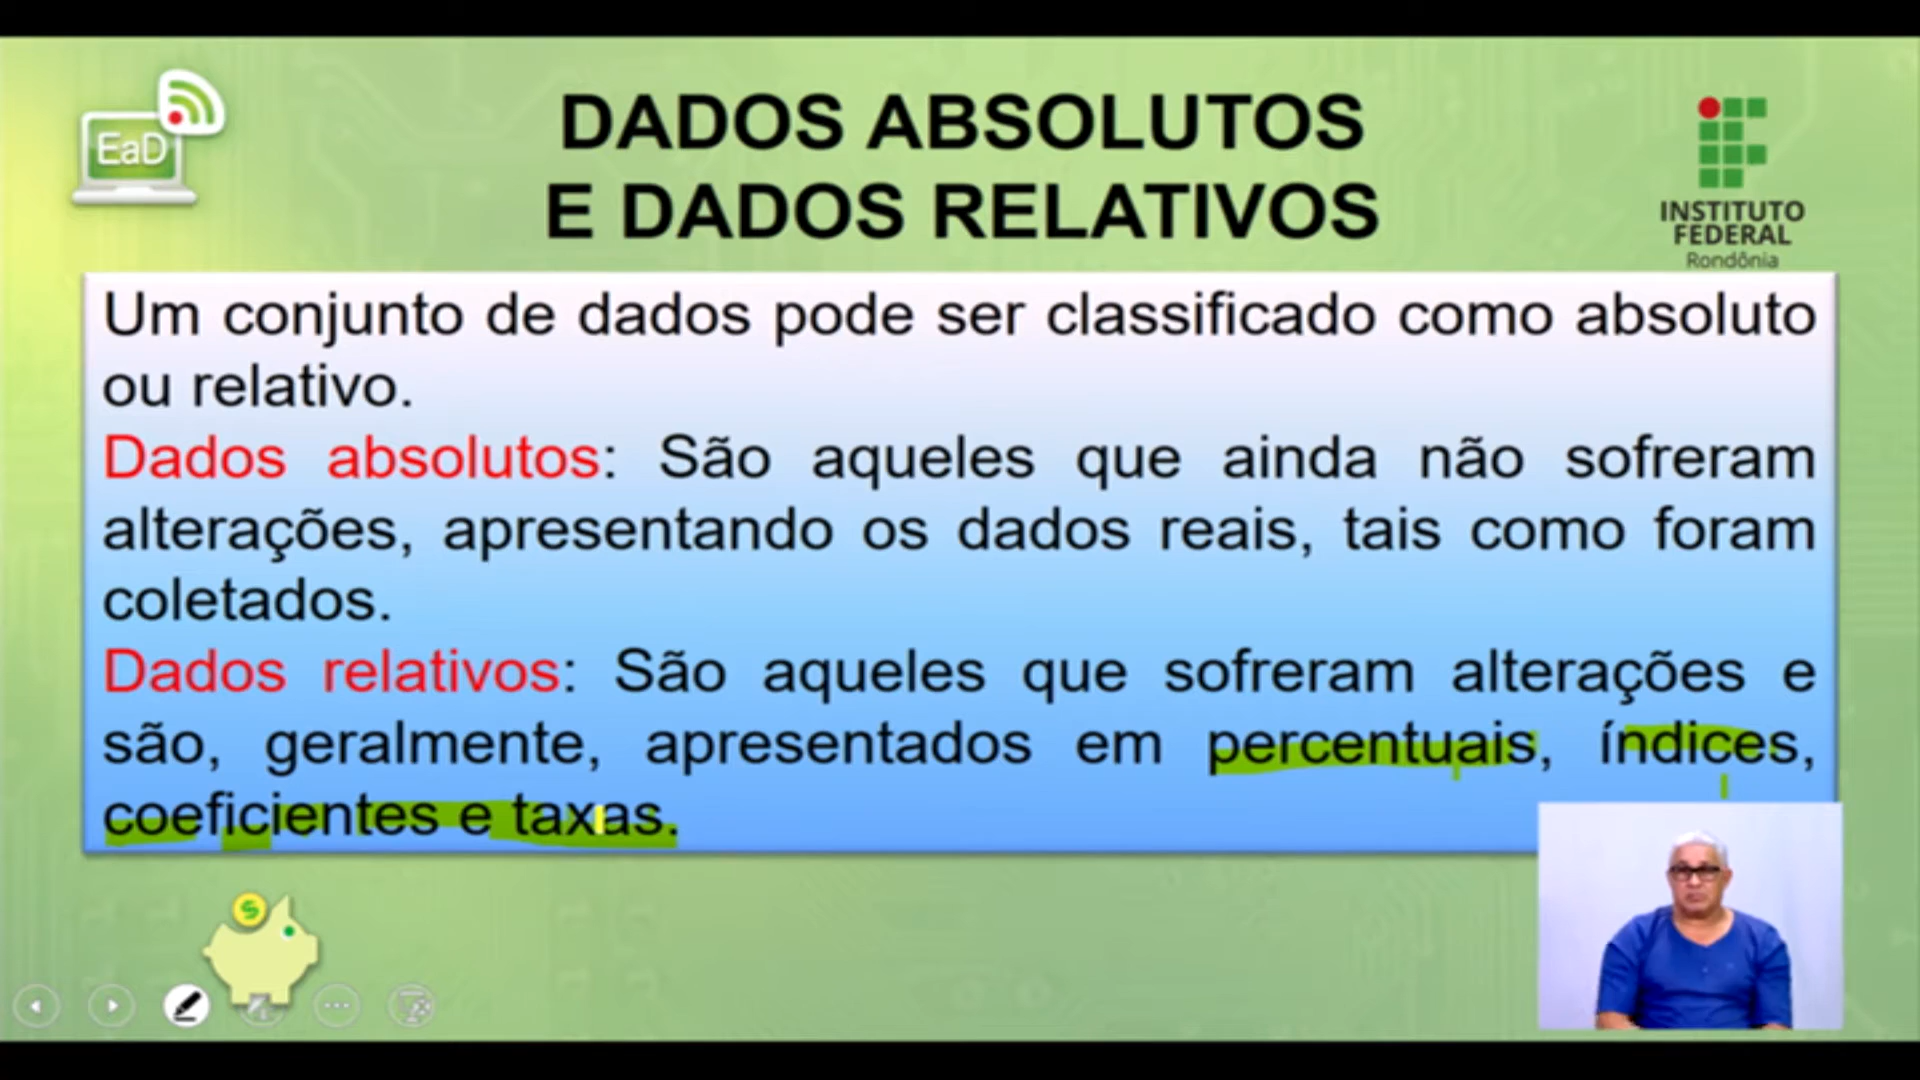 EaD
DADOS ABSOLUTOS
E DADOS RELATIVOS
INSTITUTO
FEDERAL
Rondônia
Um conjunto de dados pode ser classificado como absoluto
ou relativo.
Dados absolutos: São aqueles que ainda não sofreram
alterações, apresentando os dados reais, tais como foram
coletados.
Dados relativos: São aqueles que sofreram alterações e
são, geralmente, apresentados em percentuais, índices,
coeficientes e taxas.
$